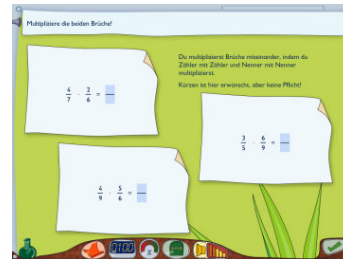 Multipliziere die beiden Brüche!
Du multiplizierst Brüche miteinander, indem du
Zähler mit Zähler und Nenner mit Nenner
multiplizierst.
Kürzen ist hier erwünscht, aber keine Pflicht!
4/7 · 2/6 =
3/5 · 6/9 =
4/9 · 5/6 =